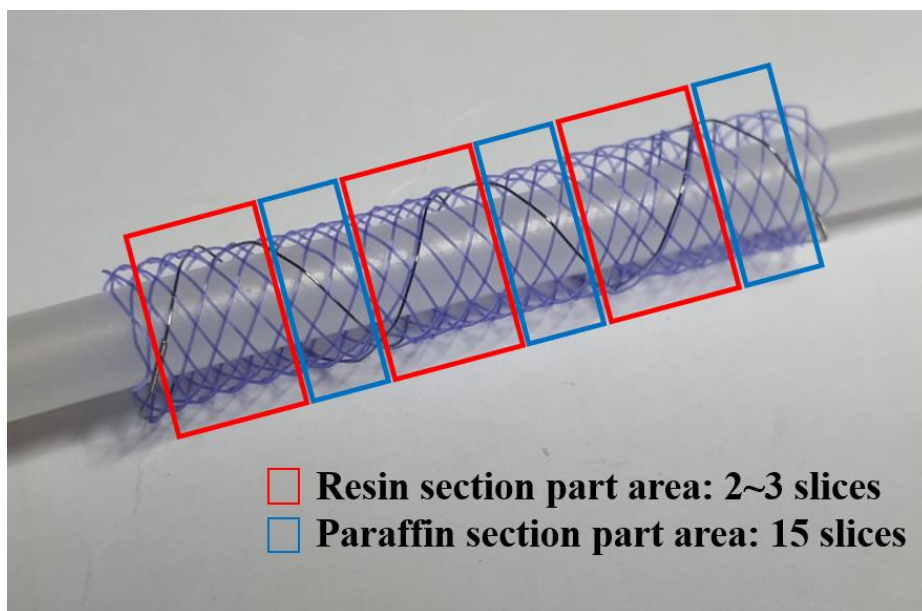 Resin section part area: 2~3 slices
Paraffin section part area: 15 slices